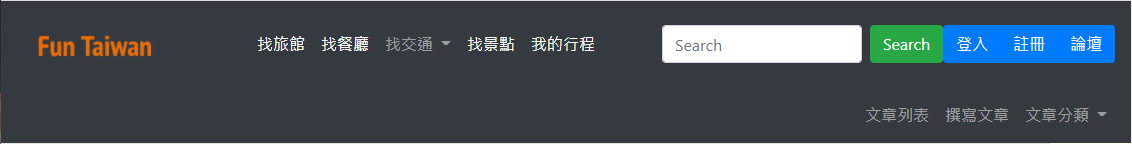 Fun Taiwan 找旅館 找餐廳 找交通 找景點 我的行程 Search Search 登入 註冊 論壇
文章列表 撰寫文章 文章分類